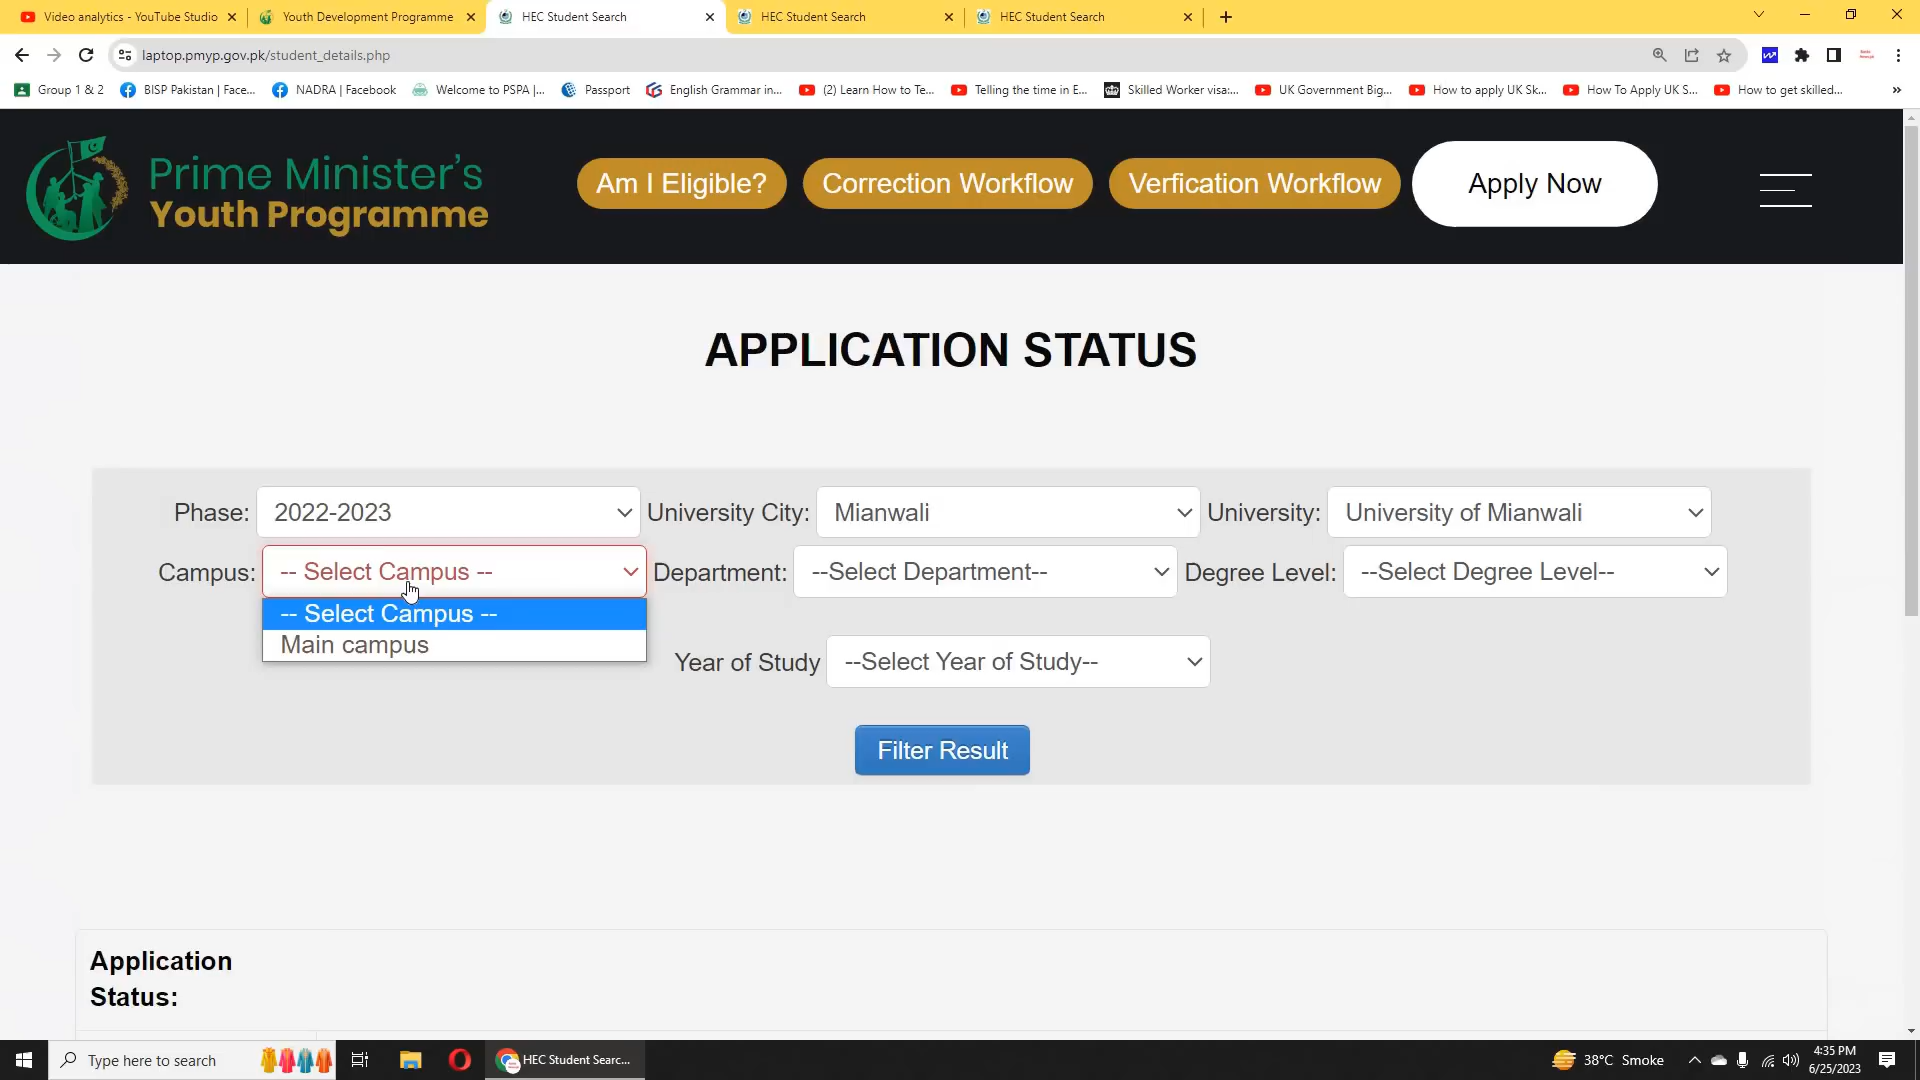 Video analytics - YouTube Studio
Youth Development Programme
HEC Student Search
HEC Student Search
HEC Student Search
laptop.pmyp.gov.pk/student_details.php
Group 1 & 2
BISP Pakistan | Face...
NADRA | Facebook
Welcome to PSPA |...
Passport
English Grammar in...
(2) Learn How to Te...
Telling the time in E...
Skilled Worker visa:...
UK Government Big...
How to apply UK Sk...
How To Apply UK S...
How to get skilled...
Prime Minister's
Youth Programme
Am I Eligible?
Correction Workflow
Verfication Workflow
Apply Now
APPLICATION STATUS
Phase: 2022-2023 University City: Mianwali University: University of Mianwali
Campus: -- Select Campus -- Department: --Select Department-- Degree Level: --Select Degree Level--
-- Select Campus --
Main campus
Year of Study --Select Year of Study--
Filter Result
Application
Status:
Type here to search
HEC Student Searc...
38°C Smoke
4:35 PM
6/25/2023